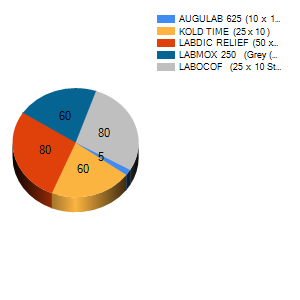 AUGULAB 625 (10 x 1...
KOLD TIME (25 x 10 )
LABDIC RELIEF (50 x...
LABMOX 250 (Grey (...
LABOCOF (25 x 10 St...
60
80
80
5
60